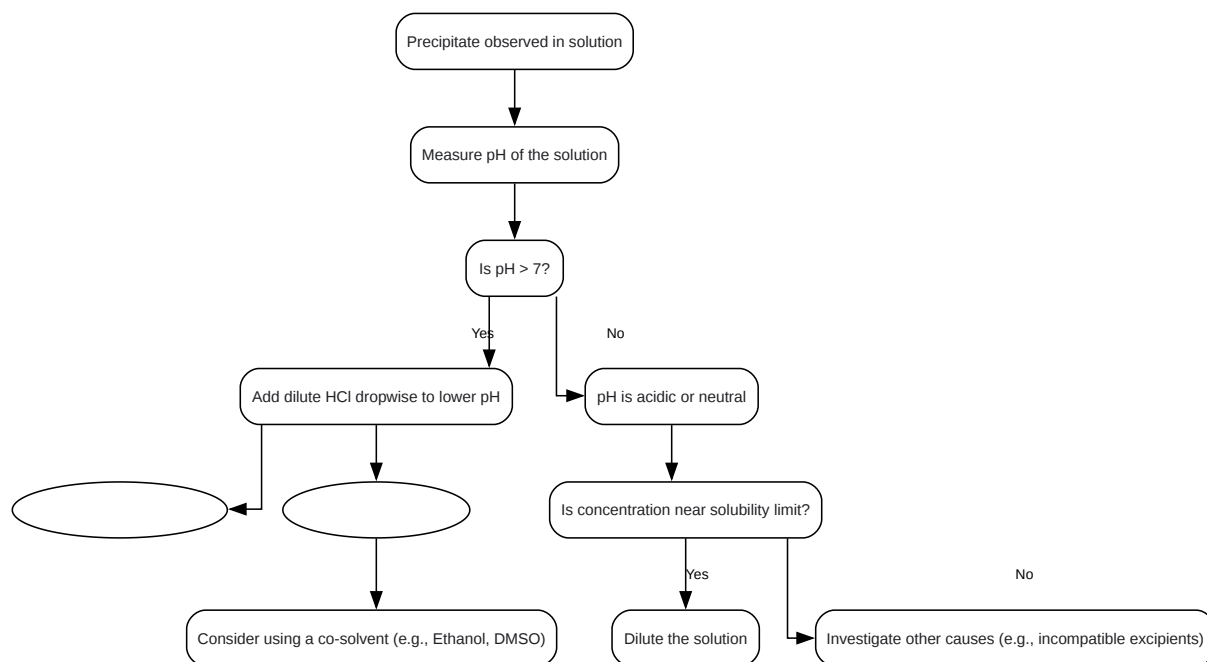 Precipitate observed in solution
Measure pH of the solution
Is pH > 7?
Yes
No
Add dilute HCl dropwise to lower pH
pH is acidic or neutral
Is concentration near solubility limit?
Yes
No
Consider using a co-solvent (e.g., Ethanol, DMSO)
Dilute the solution
Investigate other causes (e.g., incompatible excipients)